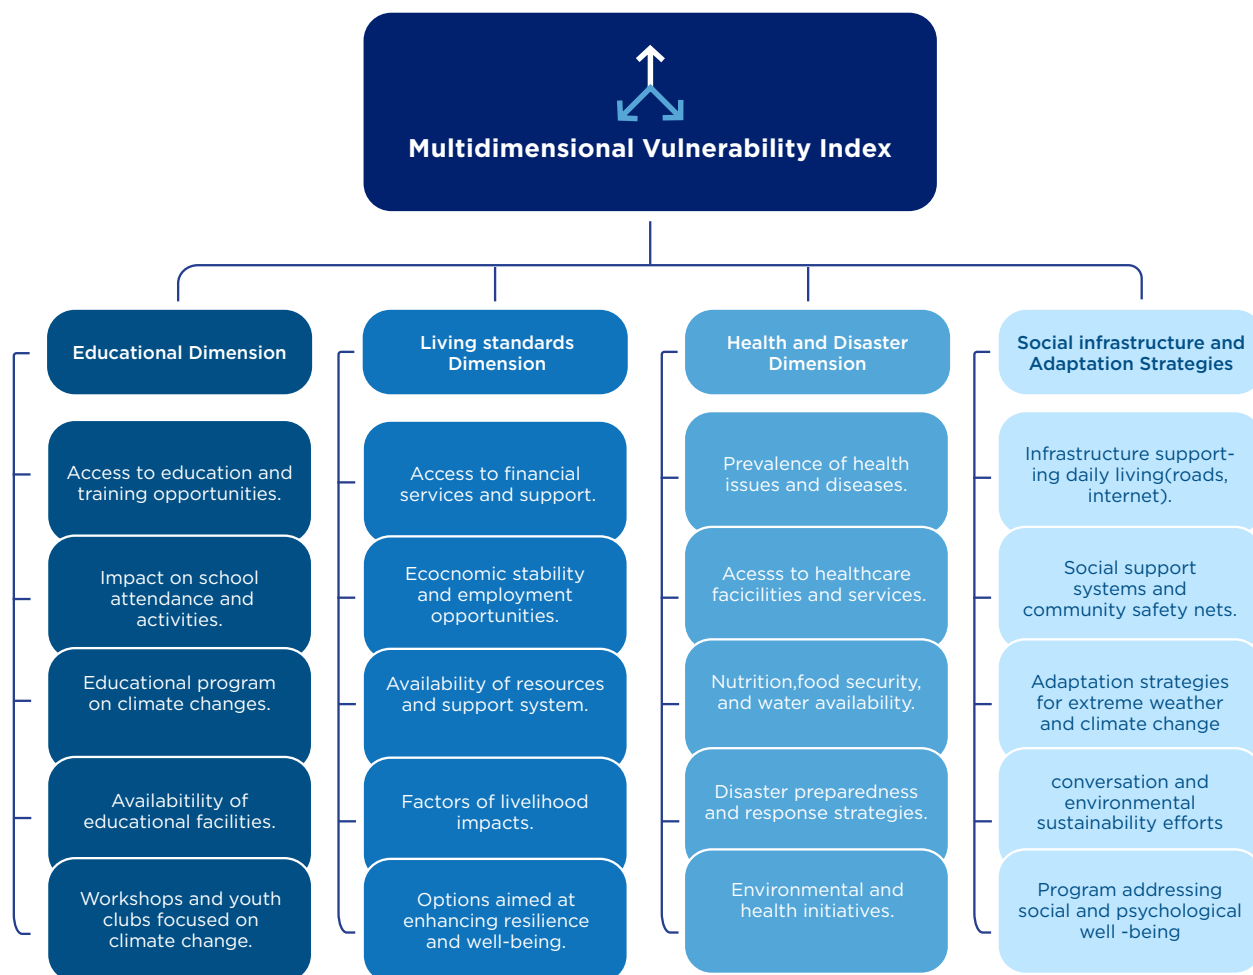 Multidimensional Vulnerability Index
Educational Dimension
Access to education and
training opportunities.
Impact on school
attendance and
activities.
Educational program
on climate changes.
Availabitility of
educational facilities.
Workshops and youth
clubs focused on
climate change.
Living standards
Dimension
Access to financial
services and support.
Ecocnomic stability
and employment
opportunities.
Availability of resources
and support system.
Factors of livelihood
impacts.
Options aimed at
enhancing resilience
and well-being.
Health and Disaster
Dimension
Prevalence of health
issues and diseases.
Acesss to healthcare
facicilities and services.
Nutrition,food security,
and water availability.
Disaster preparedness
and response strategies.
Environmental and
health initiatives.
Social infrastructure and
Adaptation Strategies
Infrastructure support-
ing daily living(roads,
internet).
Social support
systems and
community safety nets.
Adaptation strategies
for extreme weather
and climate change
conversation and
environmental
sustainability efforts
Program addressing
social and psychological
well -being